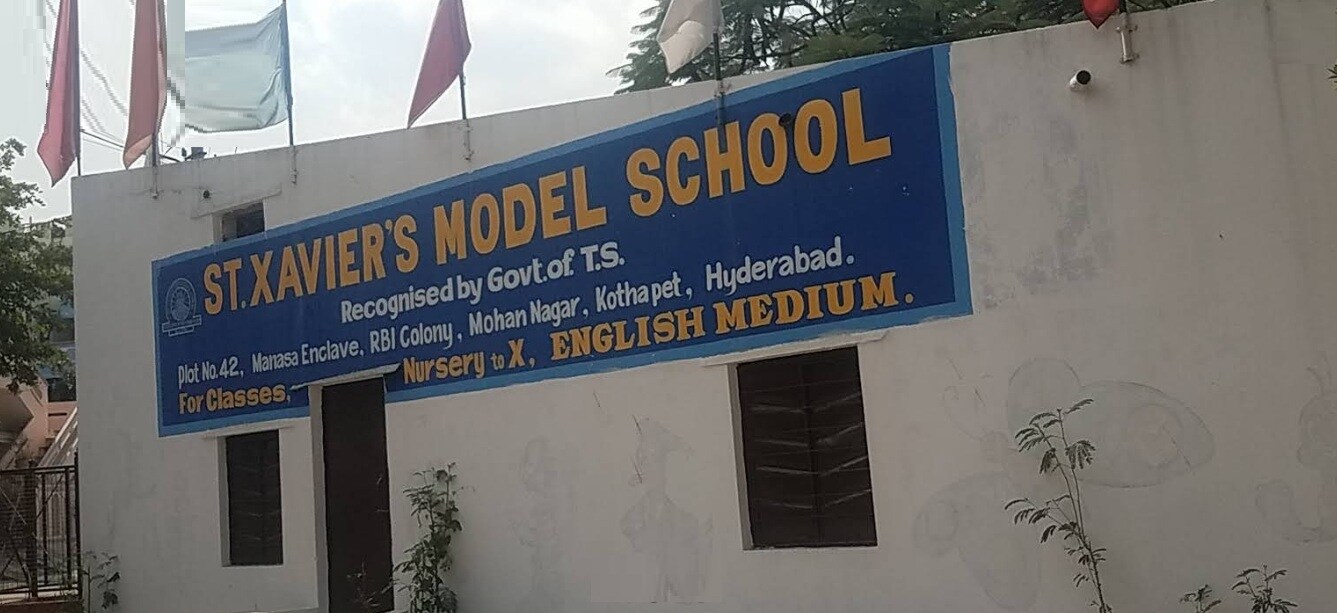 ST. XAVIER'S MODEL SCHOOL
Recognised by Govt. of T.S.
Plot No. 42, Manasa Enclave, RBI Colony, Mohan Nagar, Kothapet, Hyderabad.
For Classes, Nursery to X, ENGLISH MEDIUM.